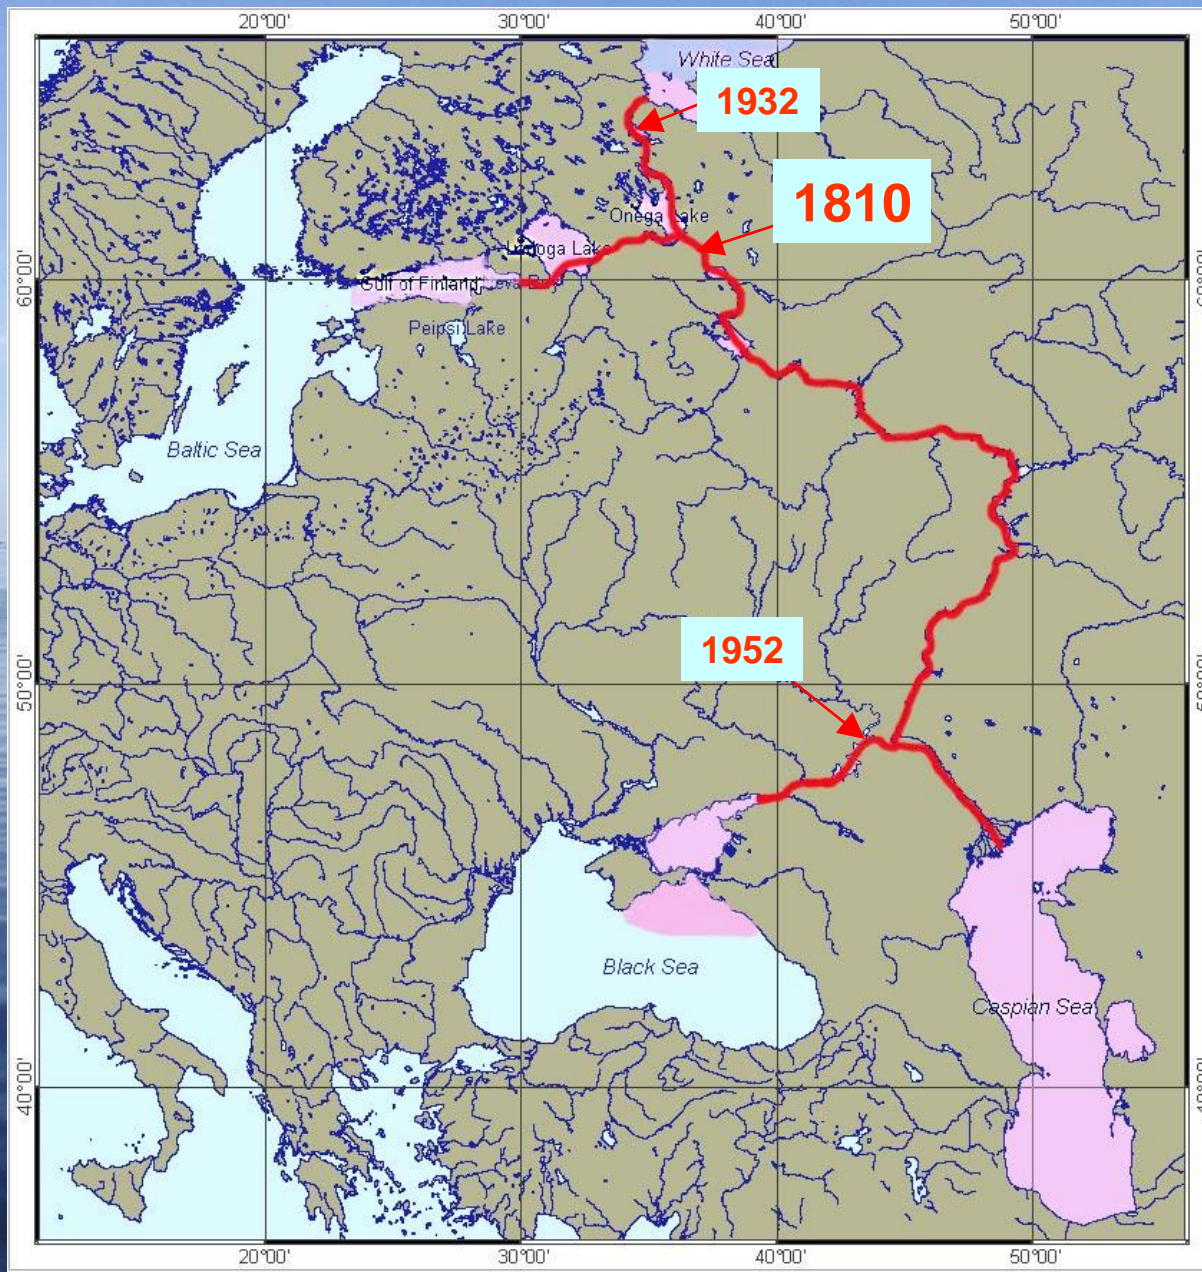 20°00'
30°00'
40°00'
50°00'
White Sea
1932
1810
Onega Lake
Ladoga Lake
60°00'
Gulf of Finland
Peipsi Lake
Baltic Sea
1952
50°00'
Black Sea
Caspian Sea
40°00'
20°00'
30°00'
40°00'
50°00'